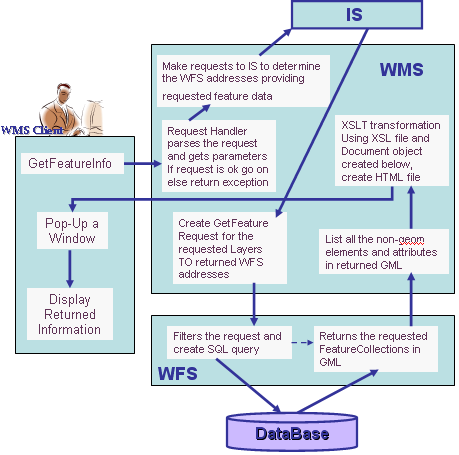 IS
Make requests to IS to determine
the WFS addresses providing
requested feature data
WMS
WMS Client
GetFeatureInfo
Request Handler
parses the request
and gets parameters
If request is ok go on
else return exception
XSLT transformation
Using XSL file and
Document object
created below,
create HTML file
Pop-Up a
Window
Create GetFeature
Request for the
requested Layers
TO returned WFS
addresses
List all the non-geom
elements and attributes
in returned GML
Display
Returned
Information
Filters the request and
create SQL query
Returns the requested
FeatureCollections in
GML
WFS
DataBase